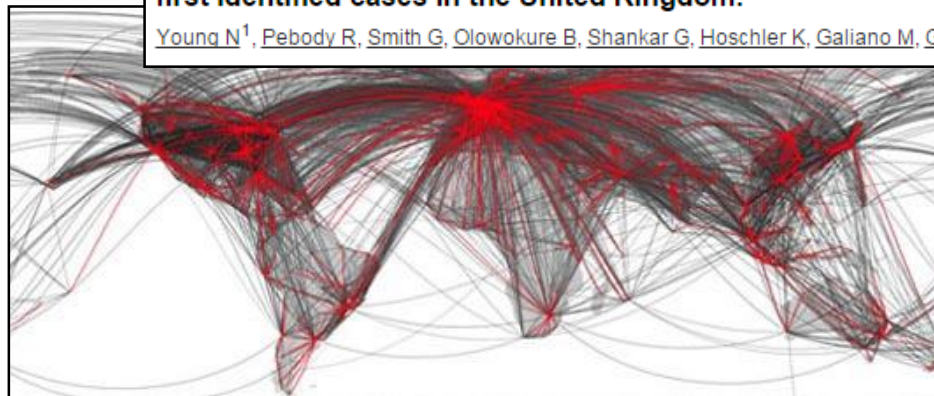 first identified cases in the United Kingdom.
Young N1, Pebody R, Smith G, Olowokure B, Shankar G, Hoschler K, Galiano M,